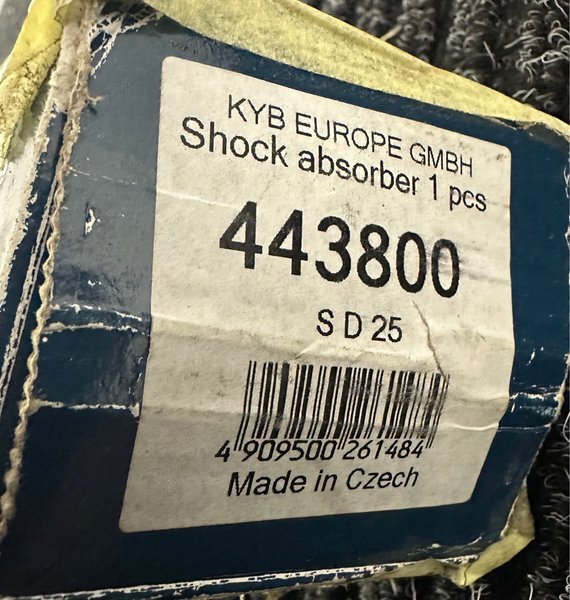 KYB EUROPE GMBH
Shock absorber 1 pcs
443800
S D 25
4 909500 261484
Made in Czech